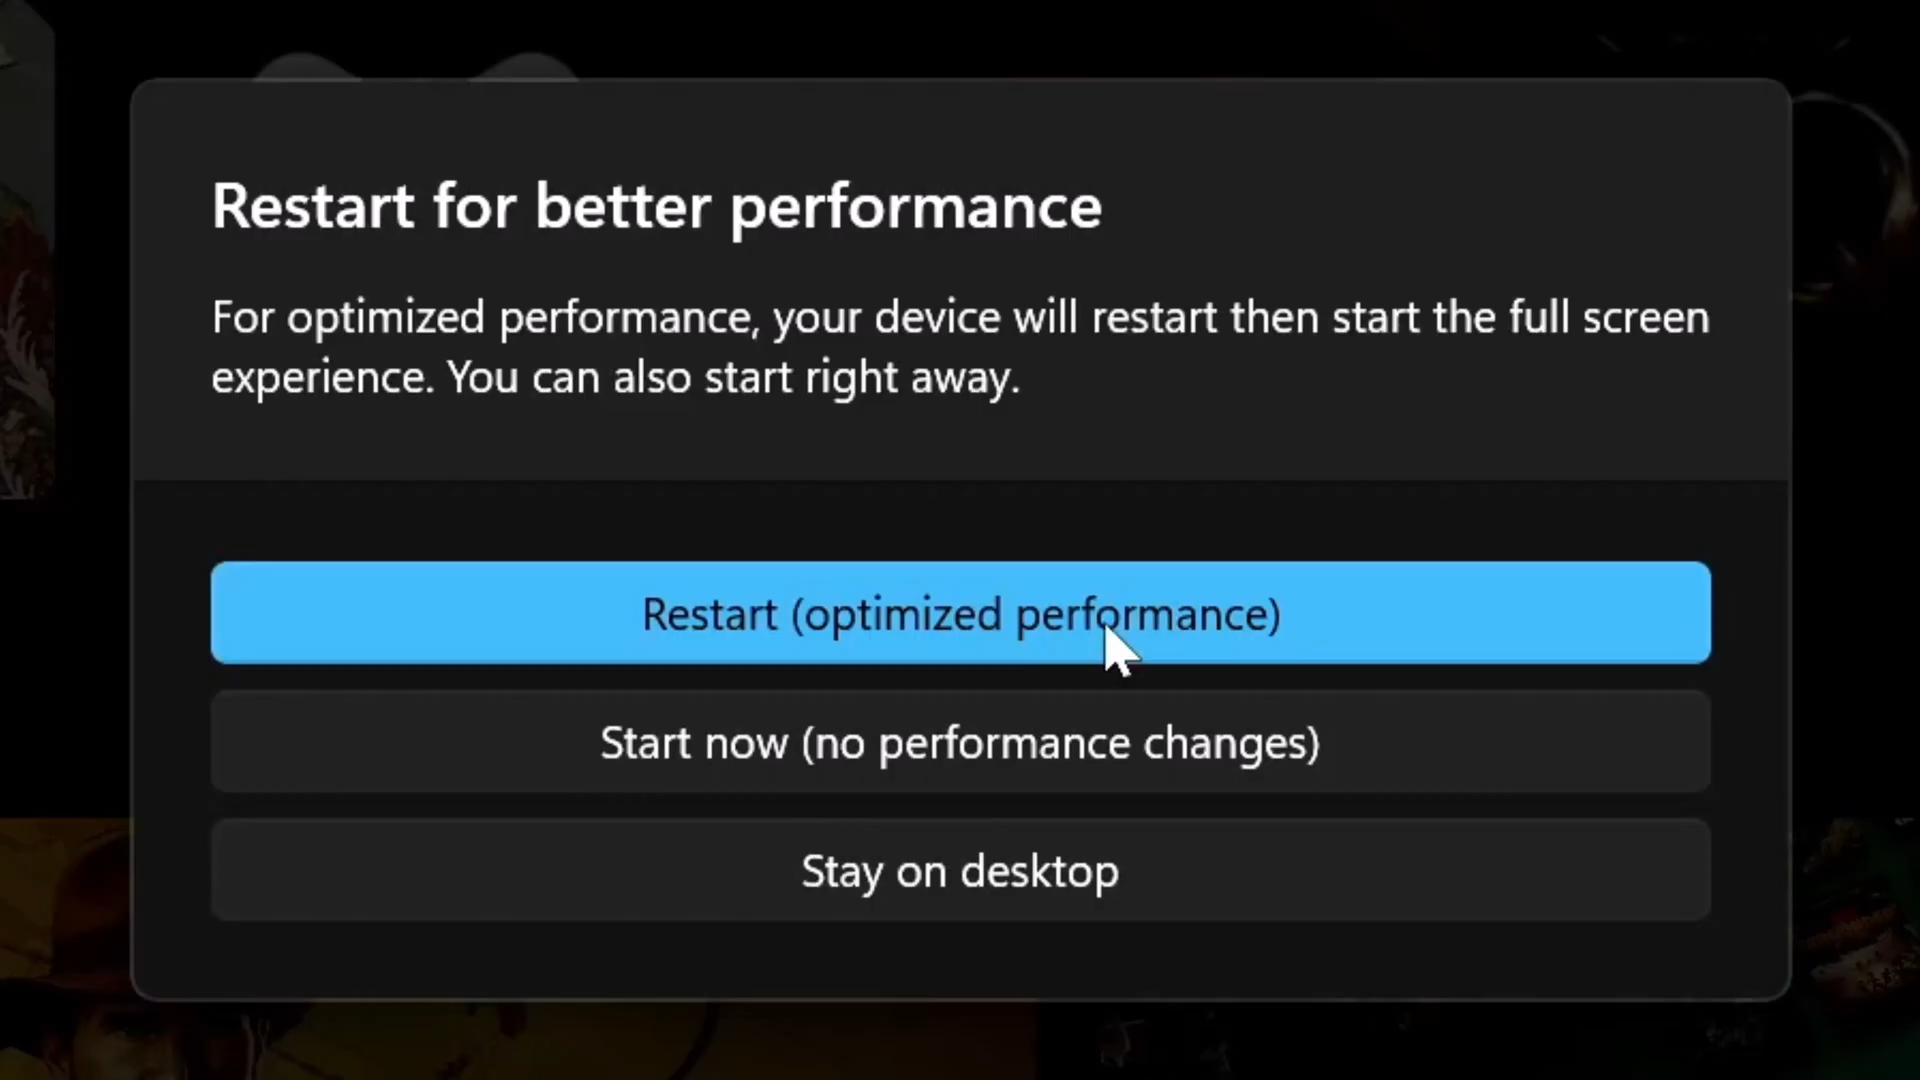 Restart for better performance
For optimized performance, your device will restart then start the full screen
experience. You can also start right away.
Restart (optimized performance)
Start now (no performance changes)
Stay on desktop